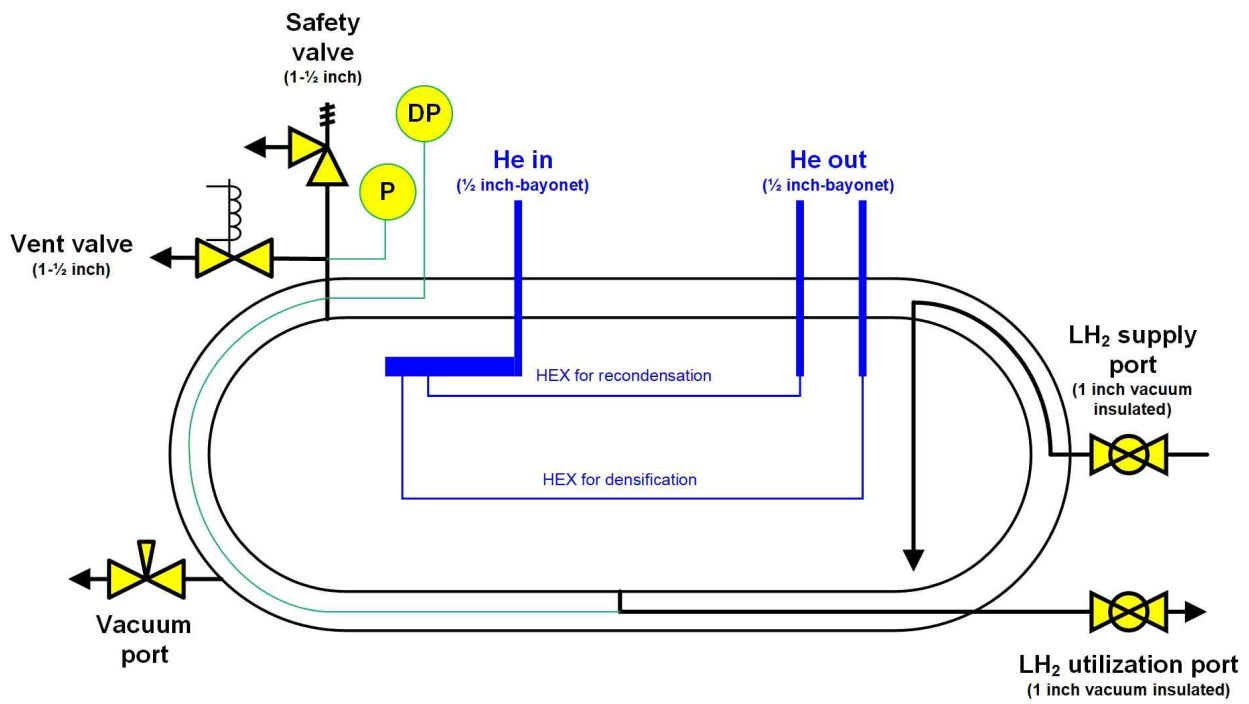 Safety
valve
(1-½ inch)
DP
P
He in
(½ inch-bayonet)
He out
(½ inch-bayonet)
Vent valve
(1-½ inch)
LH₂ supply
port
(1 inch vacuum
insulated)
HEX for recondensation
HEX for densification
Vacuum
port
LH₂ utilization port
(1 inch vacuum insulated)